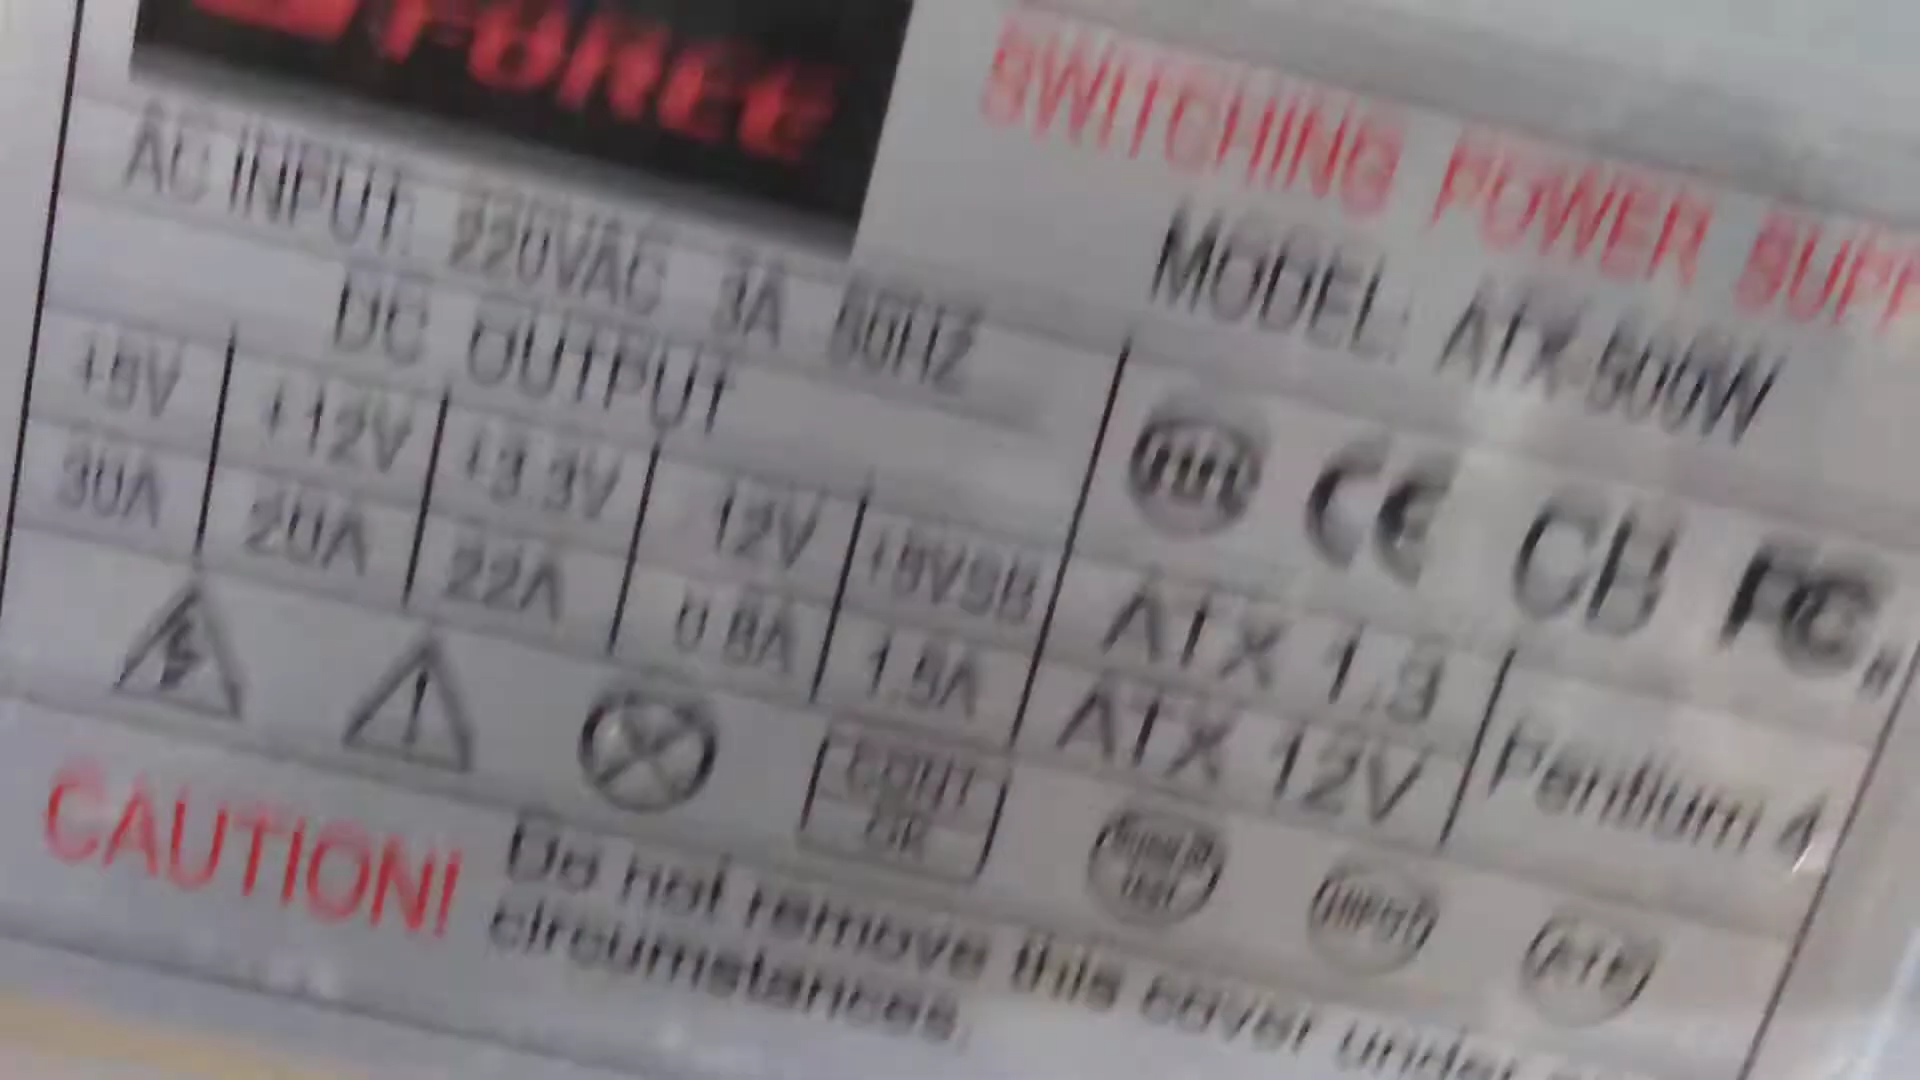 FORCE
SWITCHING POWER SUPP
MODEL: ATX-500W
AC INPUT: 220VAC 3A 60HZ
DC OUTPUT
+5V +12V +3.3V 12V +5VSB
30A 20A 22A 0.8A 1.5A
CE FC
ATX 1.3
ATX 12V
Pentium 4
CAUTION! Do not remove this cover under
circumstances.